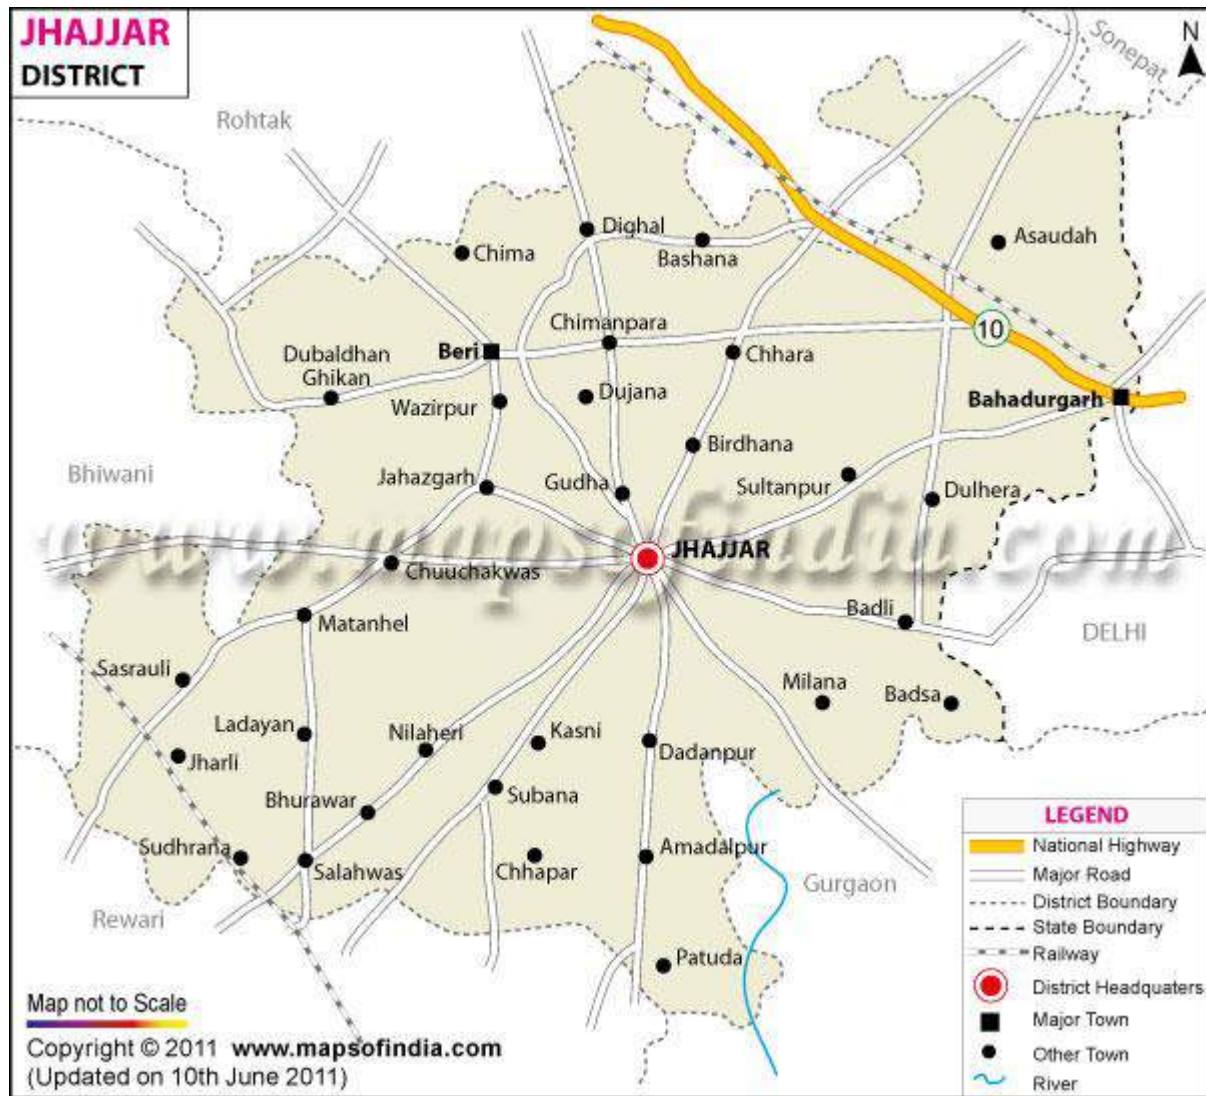 JHAJJAR
DISTRICT
N
Sonepat
Rohtak
Dighal
Asaudah
Chima
Bashana
Chimanpara
10
Beri
Chhara
Dubaldhan
Ghikan
Dujana
Bahadurgarh
Wazirpur
Birdhana
Bhiwani
Jahazgarh
Gudha
Sultanpur
Dulhera
www.mapsofindia.com
JHAJJAR
Chuuchakwas
Badli
Matanhel
DELHI
Sasrauli
Milana
Badsa
Ladayan
Nilaheri
Kasni
Dadanpur
Jharli
Bhurawar
Subana
Sudhrana
Salahwas
Chhapar
Amadalpur
Gurgaon
Rewari
Patuda
LEGEND
National Highway
Major Road
District Boundary
State Boundary
Railway
District Headquaters
Major Town
Other Town
River
Map not to Scale
Copyright © 2011 www.mapsofindia.com
(Updated on 10th June 2011)